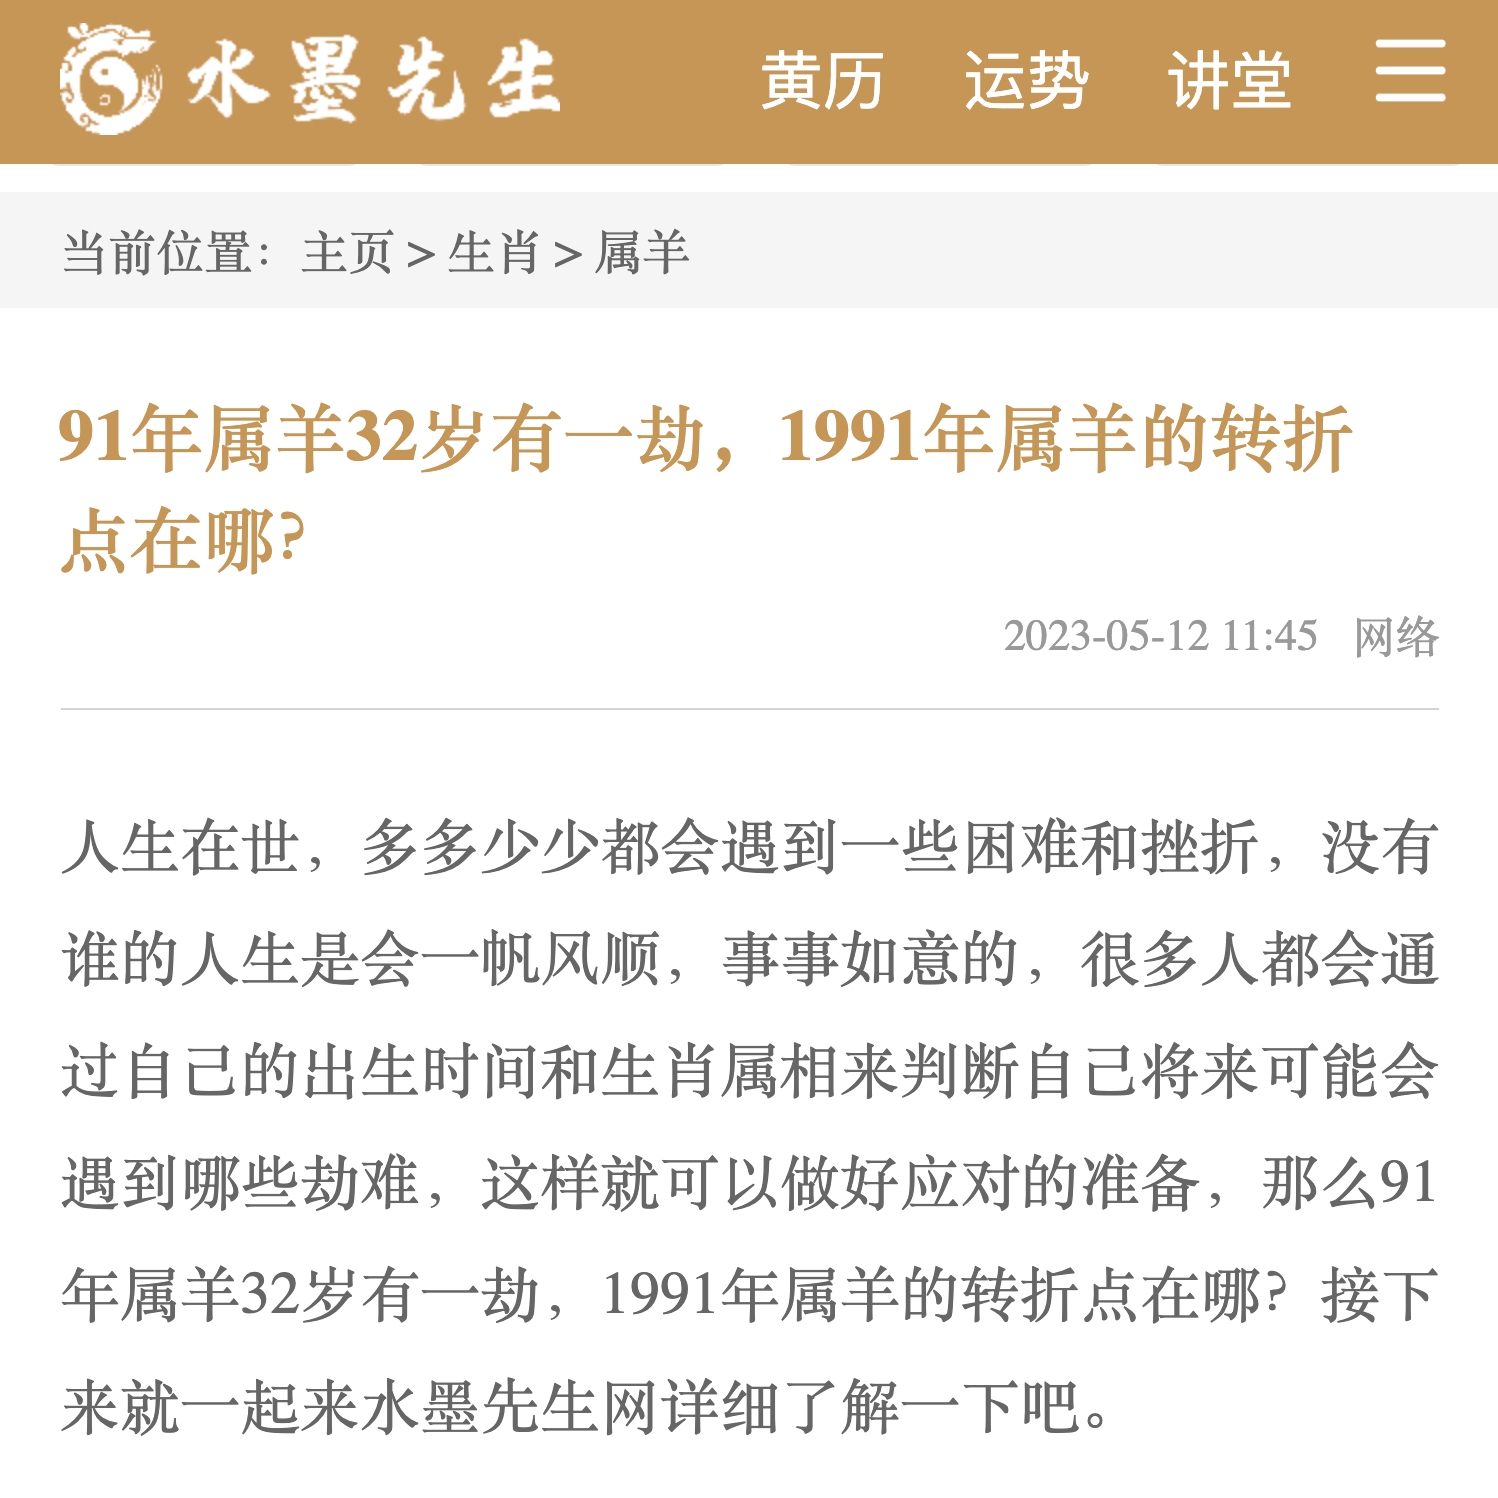 水墨先生 黄历 运势 讲堂
当前位置：主页 > 生肖 > 属羊
91年属羊32岁有一劫，1991年属羊的转折
点在哪?
2023-05-12 11:45 网络
人生在世，多多少少都会遇到一些困难和挫折，没有
谁的人生是会一帆风顺，事事如意的，很多人都会通
过自己的出生时间和生肖属相来判断自己将来可能会
遇到哪些劫难，这样就可以做好应对的准备，那么91
年属羊32岁有一劫，1991年属羊的转折点在哪？接下
来就一起来水墨先生网详细了解一下吧。